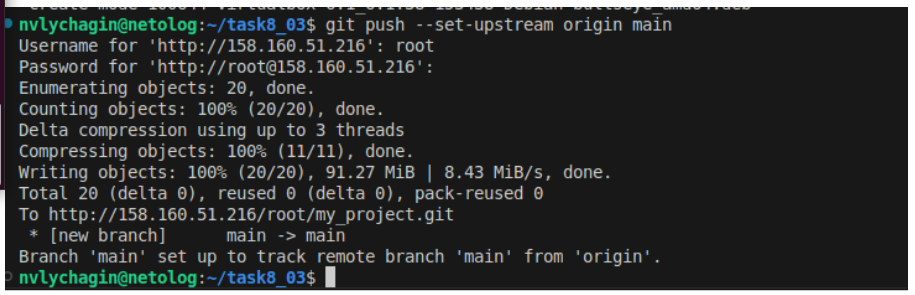 nvlychagin@netolog:~/task8_03$ git push --set-upstream origin main
Username for 'http://158.160.51.216': root
Password for 'http://root@158.160.51.216':
Enumerating objects: 20, done.
Counting objects: 100% (20/20), done.
Delta compression using up to 3 threads
Compressing objects: 100% (11/11), done.
Writing objects: 100% (20/20), 91.27 MiB | 8.43 MiB/s, done.
Total 20 (delta 0), reused 0 (delta 0), pack-reused 0
To http://158.160.51.216/root/my_project.git
 * [new branch]      main -> main
Branch 'main' set up to track remote branch 'main' from 'origin'.
nvlychagin@netolog:~/task8_03$